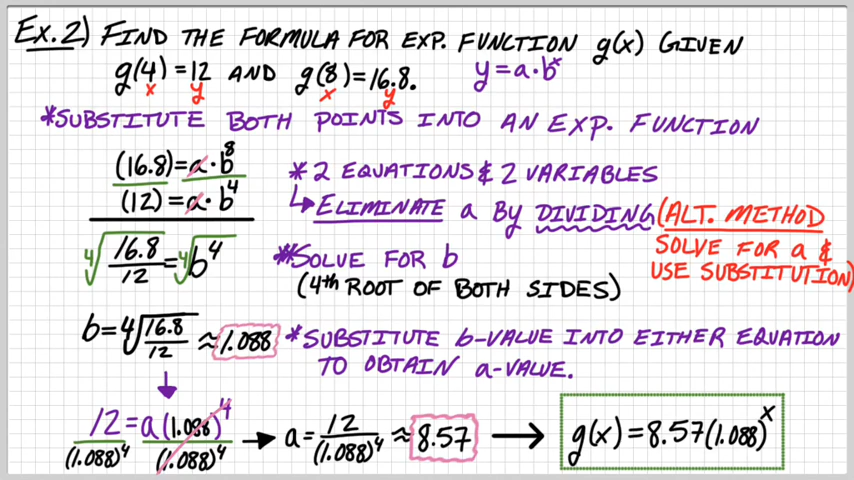 Ex. 2) FIND THE FORMULA FOR EXP. FUNCTION g(x) GIVEN
g(4) = 12 AND g(8) = 16.8. y = a · b^x
x y x y
*SUBSTITUTE BOTH POINTS INTO AN EXP. FUNCTION
(16.8) = a · b^8
(12) = a · b^4
*2 EQUATIONS & 2 VARIABLES
↳ ELIMINATE a BY DIVIDING (ALT. METHOD
SOLVE FOR a &
USE SUBSTITUTION)
∜(16.8/12) = ∜b^4
**SOLVE FOR b
(4th ROOT OF BOTH SIDES)
b = ∜(16.8/12) ≈ 1.088
*SUBSTITUTE b-VALUE INTO EITHER EQUATION
TO OBTAIN a-VALUE.
12 = a(1.088)^4
(1.088)^4 (1.088)^4
→ a = 12/(1.088)^4 ≈ 8.57 → g(x) = 8.57(1.088)^x